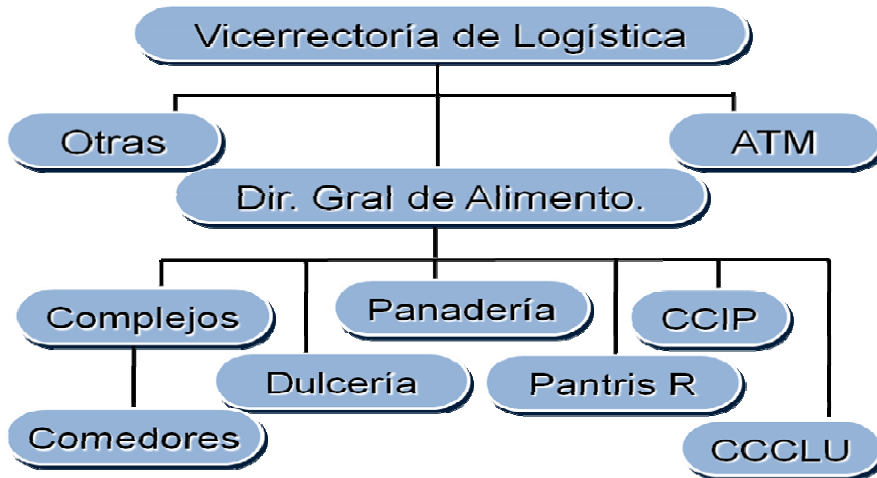 Vicerrectoría de Logística
Otras
ATM
Dir. Gral de Alimento.
Complejos
Panadería
CCIP
Dulcería
Pantris R
Comedores
CCCLU